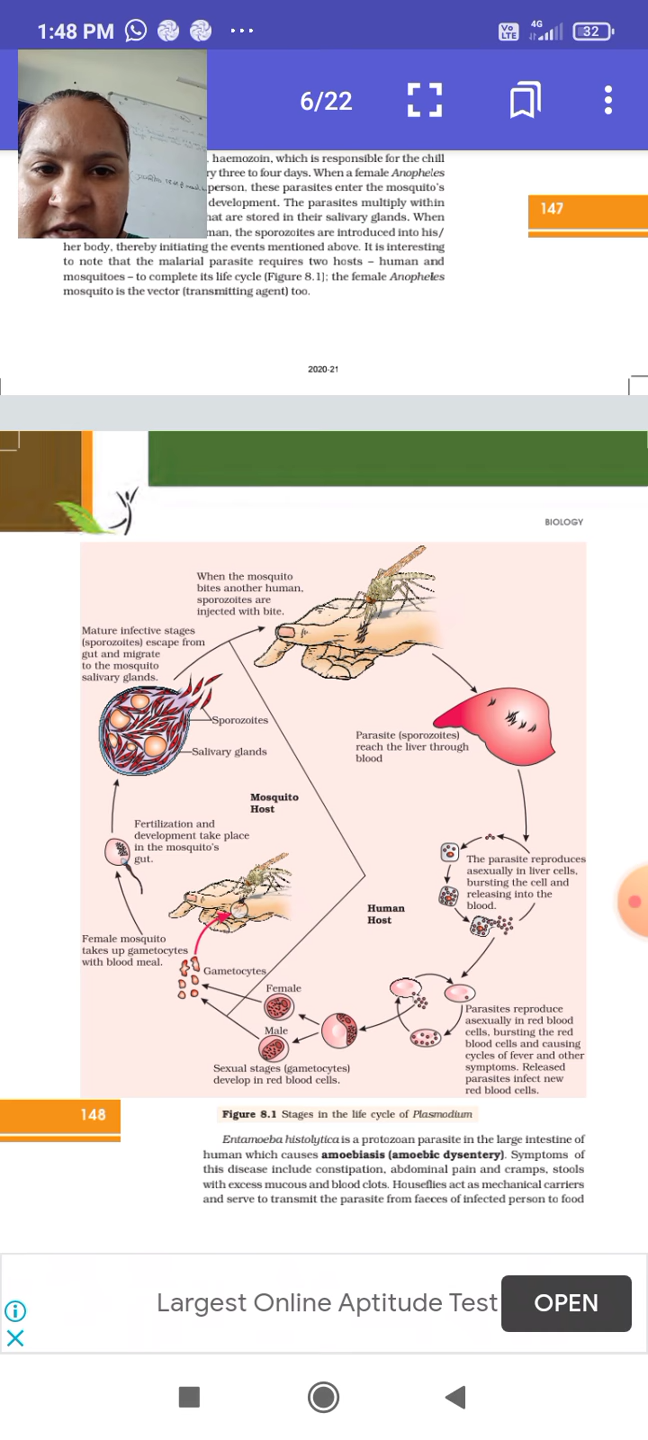 1:48 PM
Vo LTE
4G
32
6/22
. haemozoin, which is responsible for the chill
ry three to four days. When a female Anopheles
person, these parasites enter the mosquito's
development. The parasites multiply within
hat are stored in their salivary glands. When
man, the sporozoites are introduced into his/
her body, thereby initiating the events mentioned above. It is interesting
to note that the malarial parasite requires two hosts – human and
mosquitoes – to complete its life cycle (Figure 8.1); the female Anopheles
mosquito is the vector (transmitting agent) too.
147
2020-21
BIOLOGY
When the mosquito
bites another human,
sporozoites are
injected with bite.
Mature infective stages
(sporozoites) escape from
gut and migrate
to the mosquito
salivary glands.
Sporozoites
Salivary glands
Parasite (sporozoites)
reach the liver through
blood
Mosquito
Host
Fertilization and
development take place
in the mosquito's
gut.
The parasite reproduces
asexually in liver cells,
bursting the cell and
releasing into the
blood.
Human
Host
Female mosquito
takes up gametocytes
with blood meal.
Gametocytes
Female
Male
Parasites reproduce
asexually in red blood
cells, bursting the red
blood cells and causing
cycles of fever and other
symptoms. Released
parasites infect new
red blood cells.
Sexual stages (gametocytes)
develop in red blood cells.
148
Figure 8.1 Stages in the life cycle of Plasmodium
Entamoeba histolytica is a protozoan parasite in the large intestine of
human which causes amoebiasis (amoebic dysentery). Symptoms of
this disease include constipation, abdominal pain and cramps, stools
with excess mucous and blood clots. Houseflies act as mechanical carriers
and serve to transmit the parasite from faeces of infected person to food
Largest Online Aptitude Test
OPEN